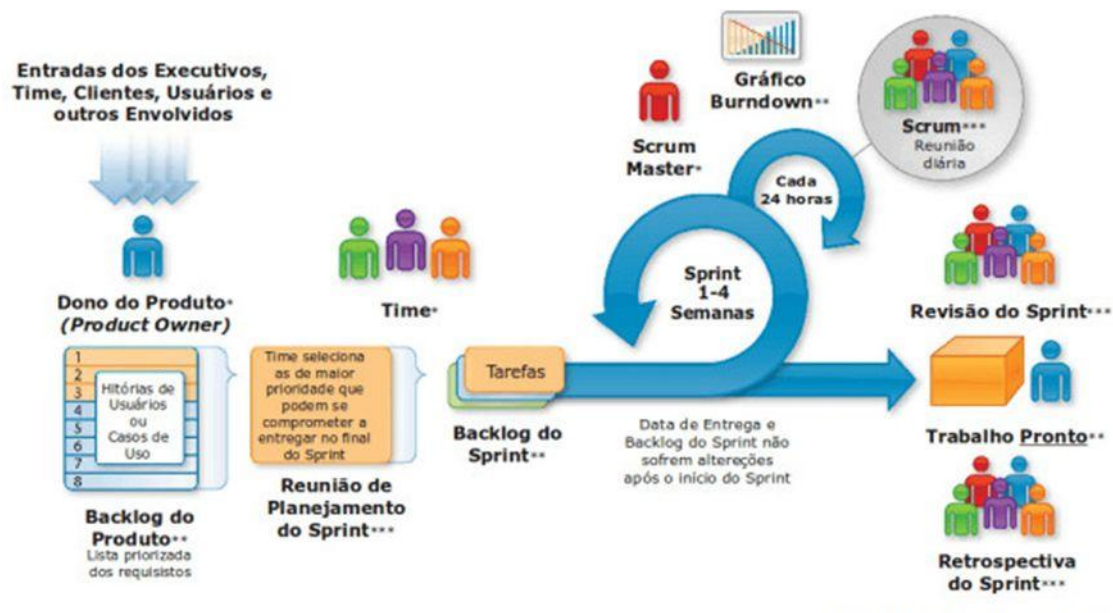 Entradas dos Executivos,
Time, Clientes, Usuários e
outros Envolvidos
Dono do Produto*
(Product Owner)
1
2
3
4
5
6
7
8
Hitórias de
Usuários
ou
Casos de
Uso
Backlog do
Produto**
Lista priorizada
dos requisistos
Time*
Time seleciona
as de maior
prioridade que
podem se
comprometer a
entregar no final
do Sprint
Reunião de
Planejamento
do Sprint***
Tarefas
Backlog do
Sprint**
Scrum
Master*
Gráfico
Burndown**
Scrum***
Reunião
diária
Cada
24 horas
Sprint
1-4
Semanas
Data de Entrega e
Backlog do Sprint não
sofrem altereções
após o início do Sprint
Revisão do Sprint***
Trabalho Pronto**
Retrospectiva
do Sprint***